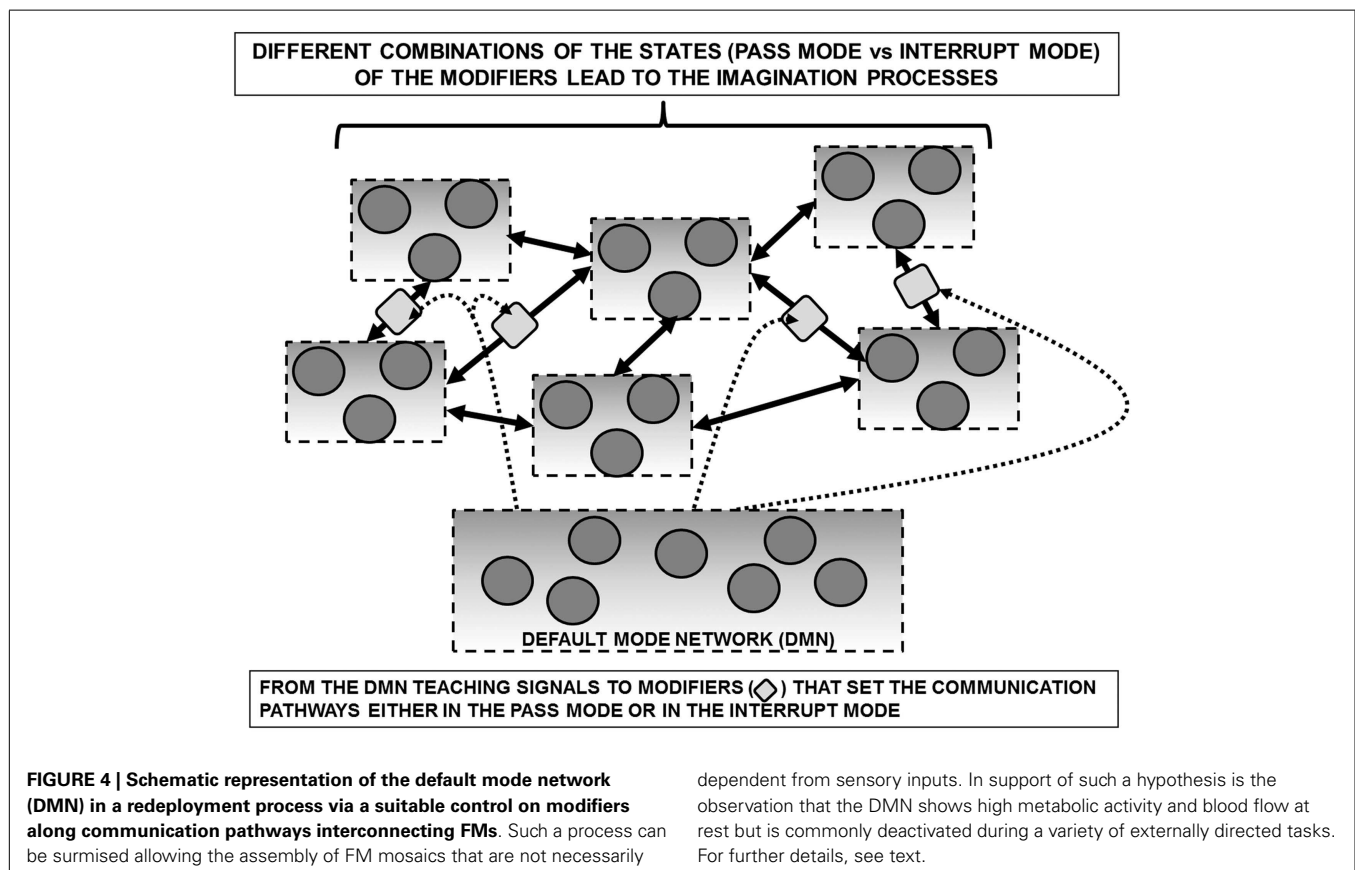 DIFFERENT COMBINATIONS OF THE STATES (PASS MODE vs INTERRUPT MODE)
OF THE MODIFIERS LEAD TO THE IMAGINATION PROCESSES
DEFAULT MODE NETWORK (DMN)
FROM THE DMN TEACHING SIGNALS TO MODIFIERS ( ) THAT SET THE COMMUNICATION
PATHWAYS EITHER IN THE PASS MODE OR IN THE INTERRUPT MODE
FIGURE 4 | Schematic representation of the default mode network
(DMN) in a redeployment process via a suitable control on modifiers
along communication pathways interconnecting FMs. Such a process can
be surmised allowing the assembly of FM mosaics that are not necessarily
dependent from sensory inputs. In support of such a hypothesis is the
observation that the DMN shows high metabolic activity and blood flow at
rest but is commonly deactivated during a variety of externally directed tasks.
For further details, see text.